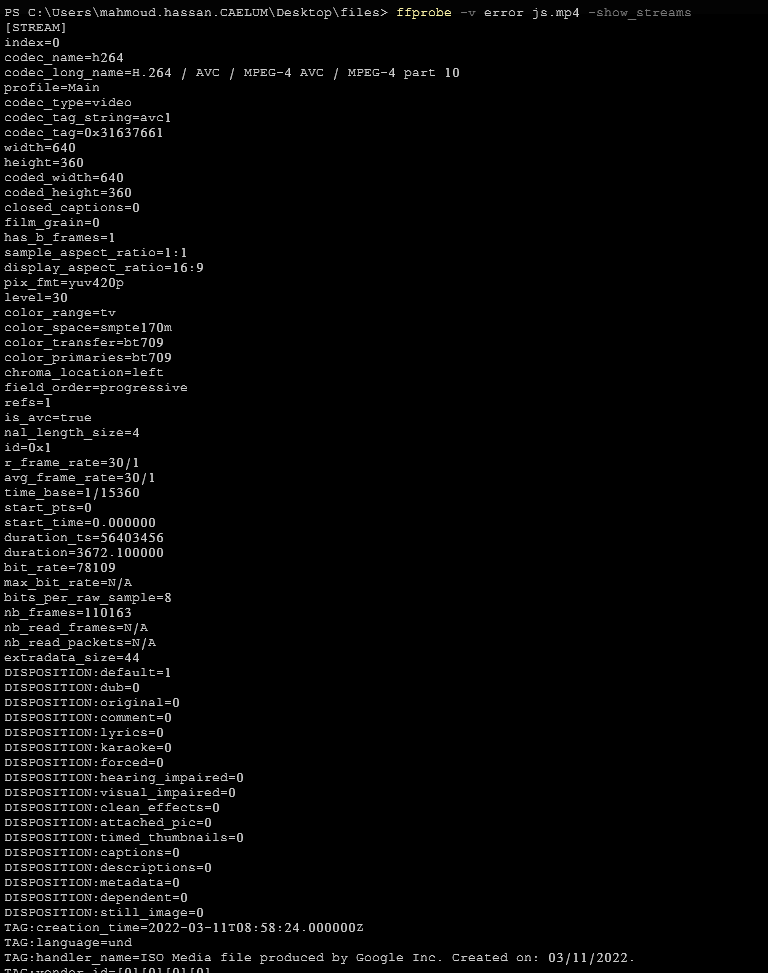 PS C:\Users\mahmoud.hassan.CAELUM\Desktop\files> ffprobe -v error js.mp4 -show_streams
[STREAM]
index=0
codec_name=h264
codec_long_name=H.264 / AVC / MPEG-4 AVC / MPEG-4 part 10
profile=Main
codec_type=video
codec_tag_string=avc1
codec_tag=0x31637661
width=640
height=360
coded_width=640
coded_height=360
closed_captions=0
film_grain=0
has_b_frames=1
sample_aspect_ratio=1:1
display_aspect_ratio=16:9
pix_fmt=yuv420p
level=30
color_range=tv
color_space=smpte170m
color_transfer=bt709
color_primaries=bt709
chroma_location=left
field_order=progressive
refs=1
is_avc=true
nal_length_size=4
id=0x1
r_frame_rate=30/1
avg_frame_rate=30/1
time_base=1/15360
start_pts=0
start_time=0.000000
duration_ts=56403456
duration=3672.100000
bit_rate=78109
max_bit_rate=N/A
bits_per_raw_sample=8
nb_frames=110163
nb_read_frames=N/A
nb_read_packets=N/A
extradata_size=44
DISPOSITION:default=1
DISPOSITION:dub=0
DISPOSITION:original=0
DISPOSITION:comment=0
DISPOSITION:lyrics=0
DISPOSITION:karaoke=0
DISPOSITION:forced=0
DISPOSITION:hearing_impaired=0
DISPOSITION:visual_impaired=0
DISPOSITION:clean_effects=0
DISPOSITION:attached_pic=0
DISPOSITION:timed_thumbnails=0
DISPOSITION:captions=0
DISPOSITION:descriptions=0
DISPOSITION:metadata=0
DISPOSITION:dependent=0
DISPOSITION:still_image=0
TAG:creation_time=2022-03-11T08:58:24.000000Z
TAG:language=und
TAG:handler_name=ISO Media file produced by Google Inc. Created on: 03/11/2022.
TAG:vendor_id=[0][0][0][0]